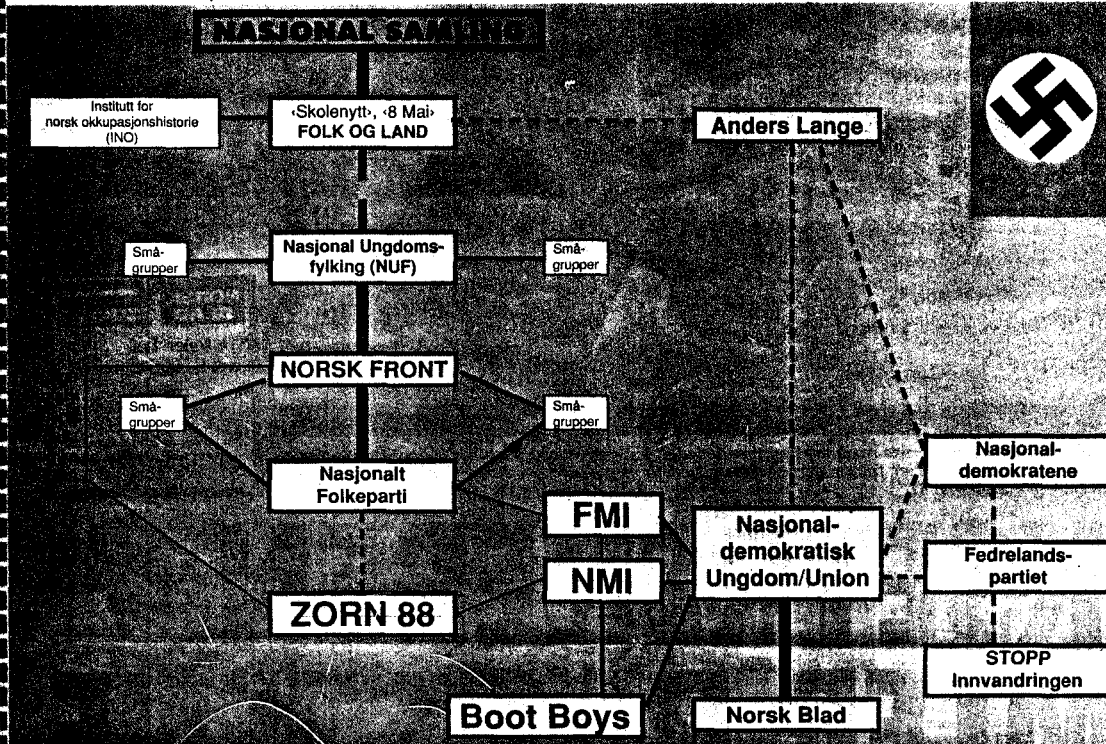 NASJONAL SAMLING
Institutt for
norsk okkupasjonshistorie
(INO)
‹Skolenytt›, ‹8 Mai›
FOLK OG LAND
Anders Lange
Små-
grupper
Nasjonal Ungdoms-
fylking (NUF)
Små-
grupper
NORSK FRONT
Små-
grupper
Små-
grupper
Nasjonalt
Folkeparti
Nasjonal-
demokratene
FMI
Nasjonal-
demokratisk
Ungdom/Union
Fedrelands-
partiet
NMI
ZORN 88
STOPP
Innvandringen
Boot Boys
Norsk Blad